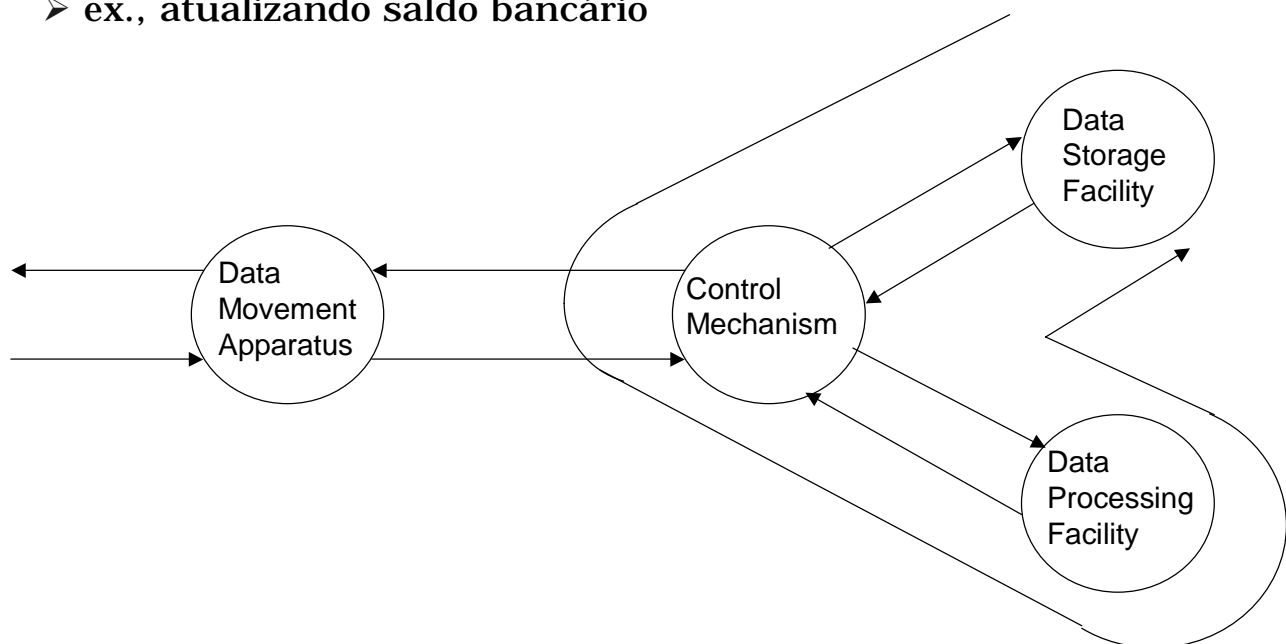 ➢ ex., atualizando saldo bancário
Data
Movement
Apparatus
Control
Mechanism
Data
Storage
Facility
Data
Processing
Facility